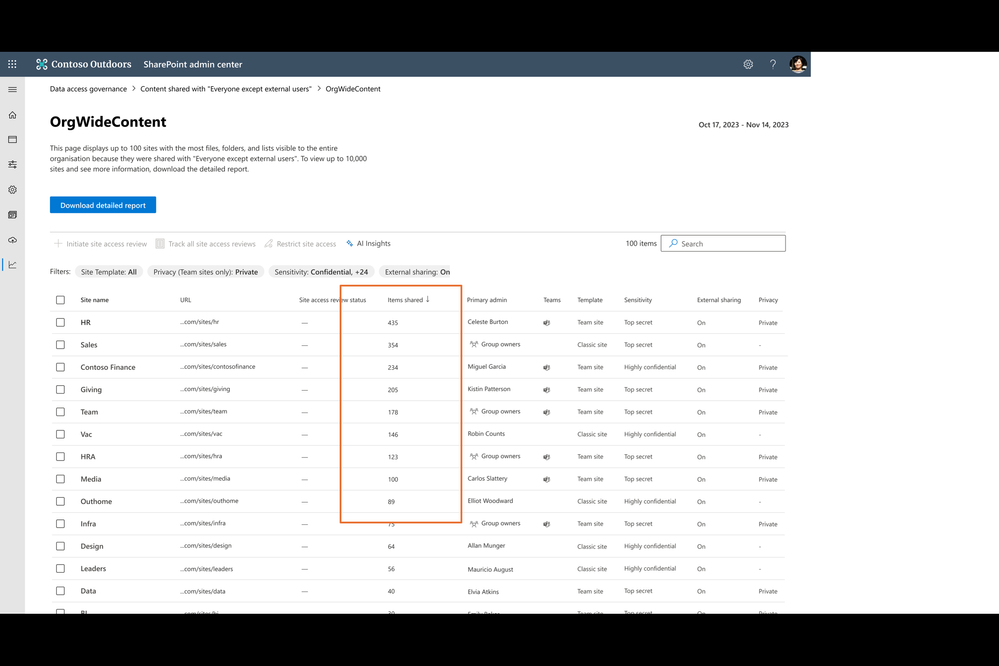 Contoso Outdoors SharePoint admin center
Data access governance > Content shared with "Everyone except external users" > OrgWideContent
OrgWideContent
Oct 17, 2023 - Nov 14, 2023
This page displays up to 100 sites with the most files, folders, and lists visible to the entire
organisation because they were shared with "Everyone except external users". To view up to 10,000
sites and see more information, download the detailed report.
Download detailed report
Initiate site access review Track all site access reviews Restrict site access AI Insights 100 items Search
Filters: Site Template: All Privacy (Team sites only): Private Sensitivity: Confidential, +24 External sharing: On
Site name URL Site access review status Items shared ↓ Primary admin Teams Template Sensitivity External sharing Privacy
HR ...com/sites/hr — 435 Celeste Burton Team site Top secret On Private
Sales ...com/sites/sales — 354 Group owners Classic site Top secret On -
Contoso Finance ...com/sites/contosofinance — 234 Miguel Garcia Team site Highly confidential On Private
Giving ...com/sites/giving — 205 Kistin Patterson Team site Top secret On Private
Team ...com/sites/team — 178 Group owners Team site Top secret On Private
Vac ...com/sites/vac — 146 Robin Counts Classic site Highly confidential On -
HRA ...com/sites/hra — 123 Group owners Team site Top secret On Private
Media ...com/sites/media — 100 Carlos Slattery Team site Top secret On Private
Outhome ...com/sites/outhome — 89 Elliot Woodward Classic site Highly confidential On -
Infra ...com/sites/infra — Group owners Team site Top secret On Private
Design ...com/sites/design — 64 Allan Munger Classic site Highly confidential On -
Leaders ...com/sites/leaders — 56 Mauricio August Classic site Highly confidential On -
Data ...com/sites/data — 40 Elvia Atkins Team site Top secret On Private